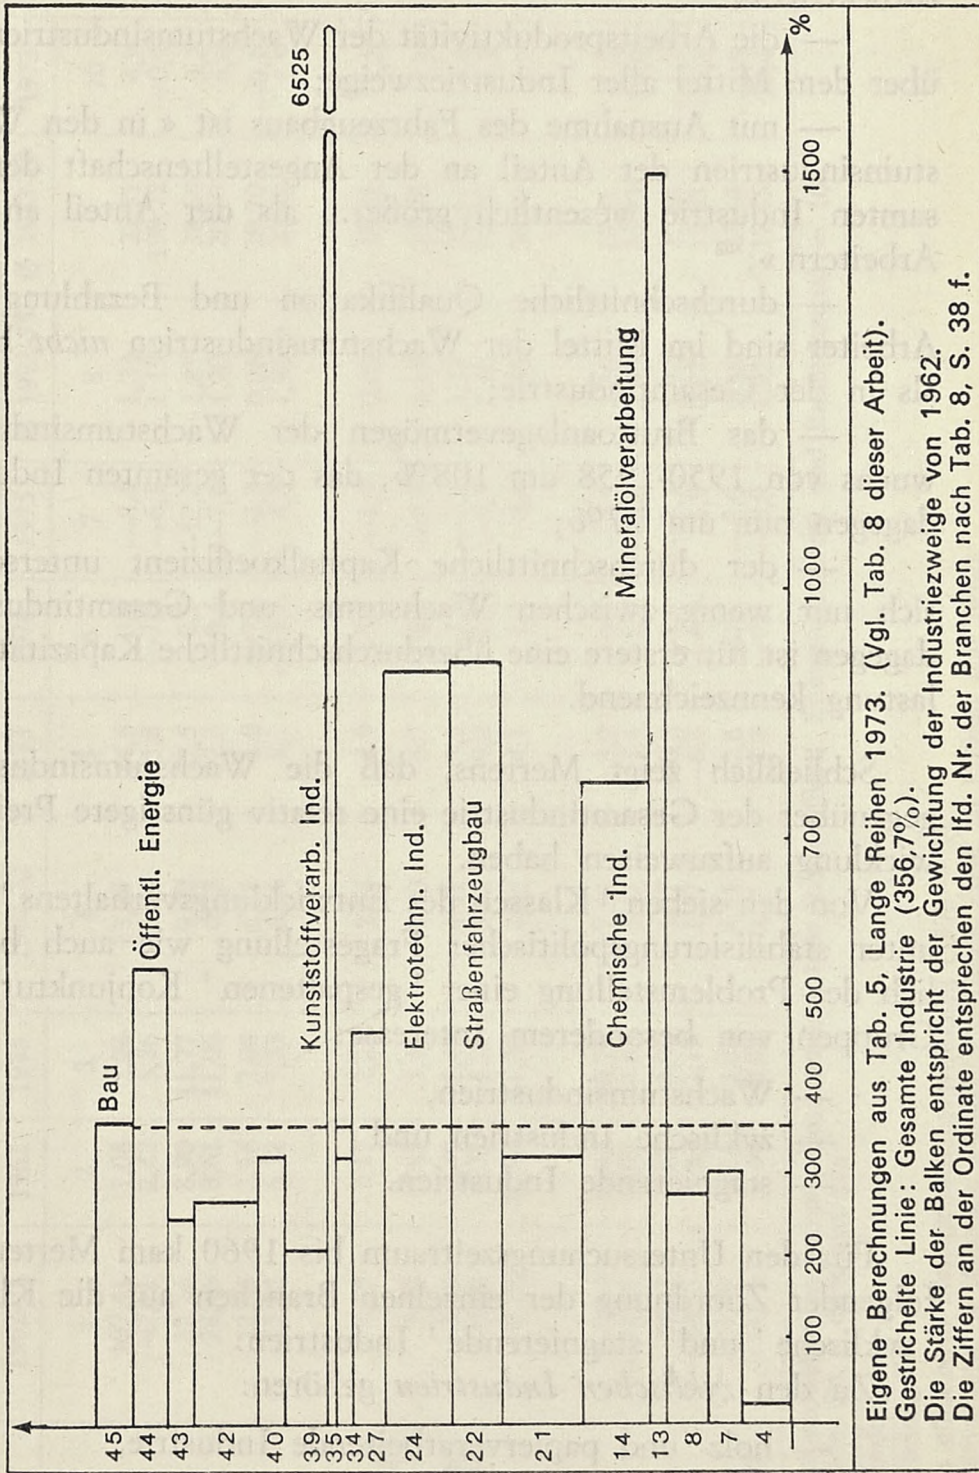 45 Bau
44 Öffentl. Energie
43
42
40
39 Kunststoffverarb. Ind. 6525
35
34
27
24 Elektrotechn. Ind.
22 Straßenfahrzeugbau
21
14 Chemische Ind.
13 Mineralölverarbeitung
8
7
4
100 200 300 400 500 700 1000 1500 %
Eigene Berechnungen aus Tab. 5, Lange Reihen 1973. (Vgl. Tab. 8 dieser Arbeit).
Gestrichelte Linie: Gesamte Industrie (356,7%).
Die Stärke der Balken entspricht der Gewichtung der Industriezweige von 1962.
Die Ziffern an der Ordinate entsprechen den lfd. Nr. der Branchen nach Tab. 8, S. 38 f.